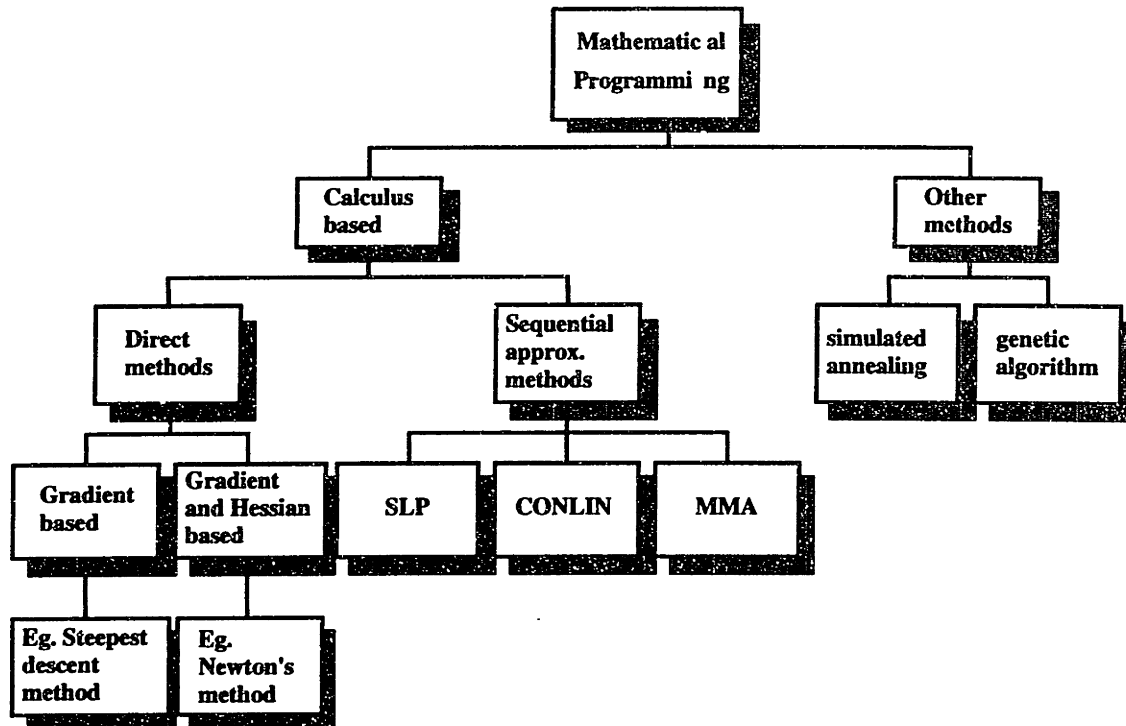 Mathematic al
Programmi ng
Calculus
based
Other
methods
Direct
methods
Sequential
approx.
methods
simulated
annealing
genetic
algorithm
Gradient
based
Gradient
and Hessian
based
SLP
CONLIN
MMA
Eg. Steepest
descent
method
Eg.
Newton's
method